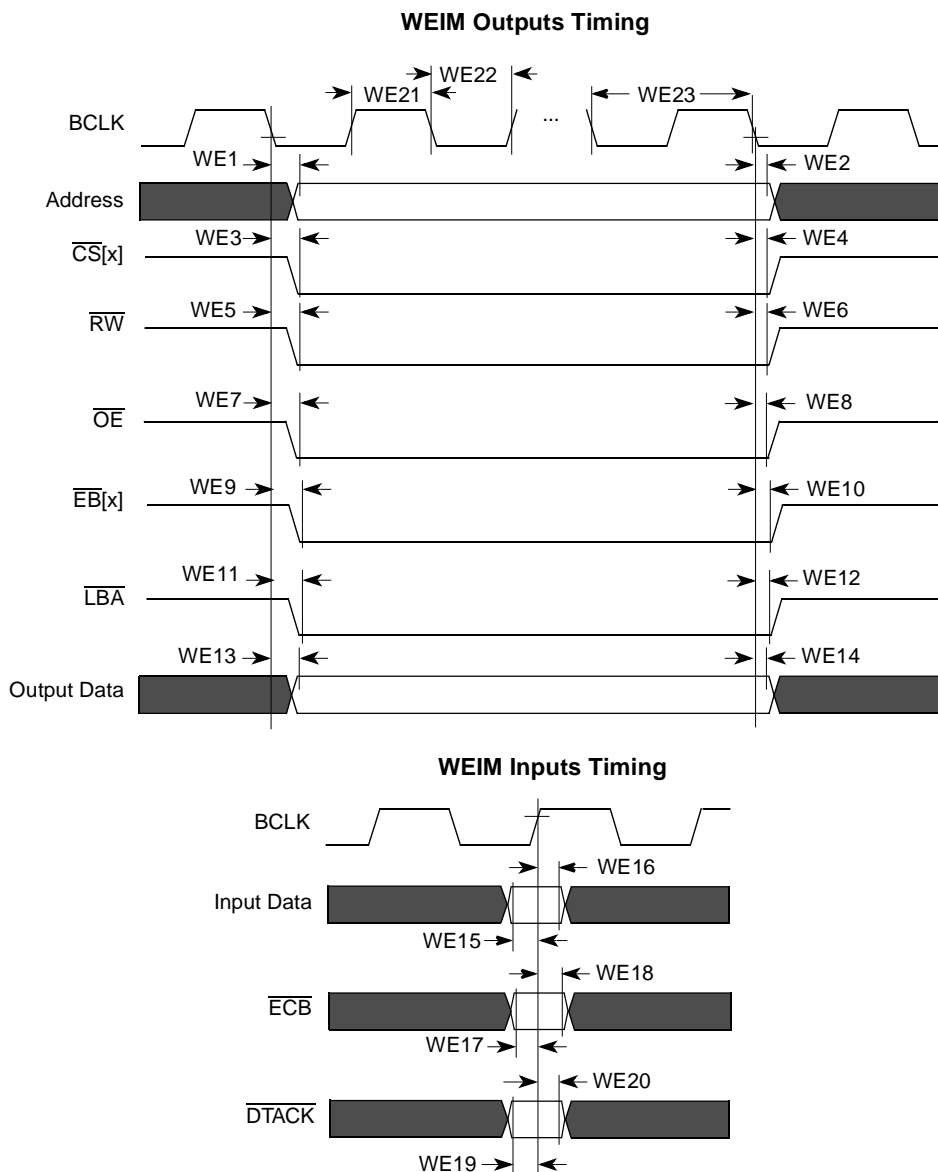 WEIM Outputs Timing
WE22
WE21
WE23
...
BCLK
WE1
WE2
Address
WE3
WE4
CS[x]
WE5
WE6
RW
WE7
WE8
OE
WE9
WE10
EB[x]
WE11
WE12
LBA
WE13
WE14
Output Data
WEIM Inputs Timing
BCLK
WE16
Input Data
WE15
WE18
ECB
WE17
WE20
DTACK
WE19